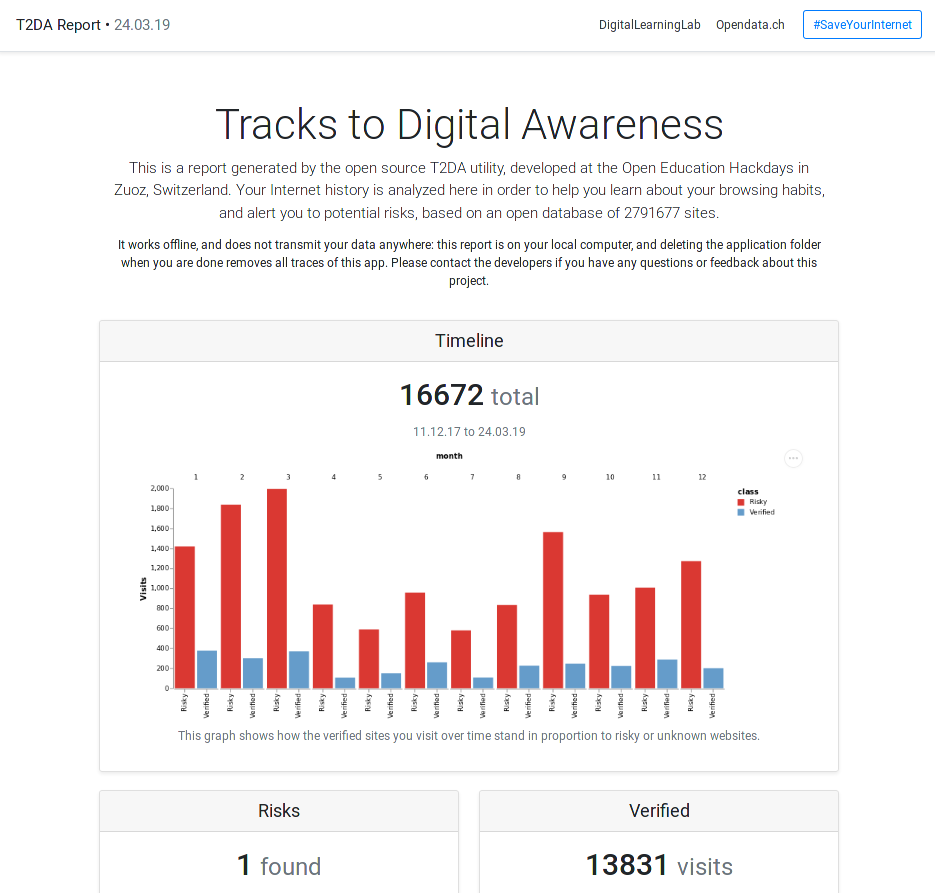 T2DA Report • 24.03.19
DigitalLearningLab Opendata.ch #SaveYourInternet
Tracks to Digital Awareness
This is a report generated by the open source T2DA utility, developed at the Open Education Hackdays in
Zuoz, Switzerland. Your Internet history is analyzed here in order to help you learn about your browsing habits,
and alert you to potential risks, based on an open database of 2791677 sites.
It works offline, and does not transmit your data anywhere: this report is on your local computer, and deleting the application folder
when you are done removes all traces of this app. Please contact the developers if you have any questions or feedback about this
project.
Timeline
16672 total
11.12.17 to 24.03.19
month
1 2 3 4 5 6 7 8 9 10 11 12
class
Risky
Verified
Visits
2,000
1,800
1,600
1,400
1,200
1,000
800
600
400
200
0
Risky Verified Risky Verified Risky Verified Risky Verified Risky Verified Risky Verified Risky Verified Risky Verified Risky Verified Risky Verified Risky Verified Risky Verified
This graph shows how the verified sites you visit over time stand in proportion to risky or unknown websites.
Risks
1 found
Verified
13831 visits